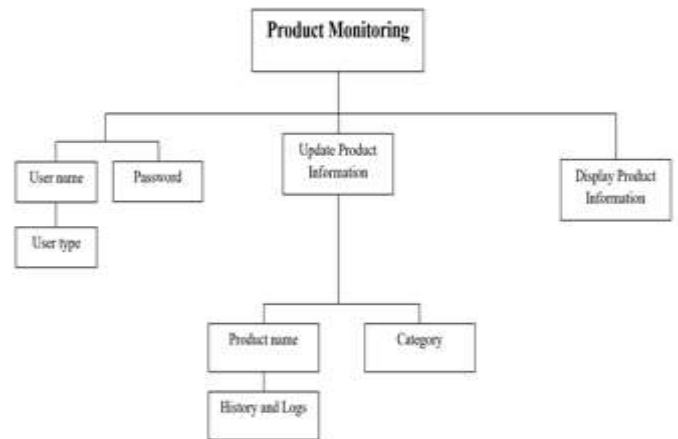 Product Monitoring
Update Product
Information
User name
Password
Display Product
Information
User type
Product name
Category
History and Logs